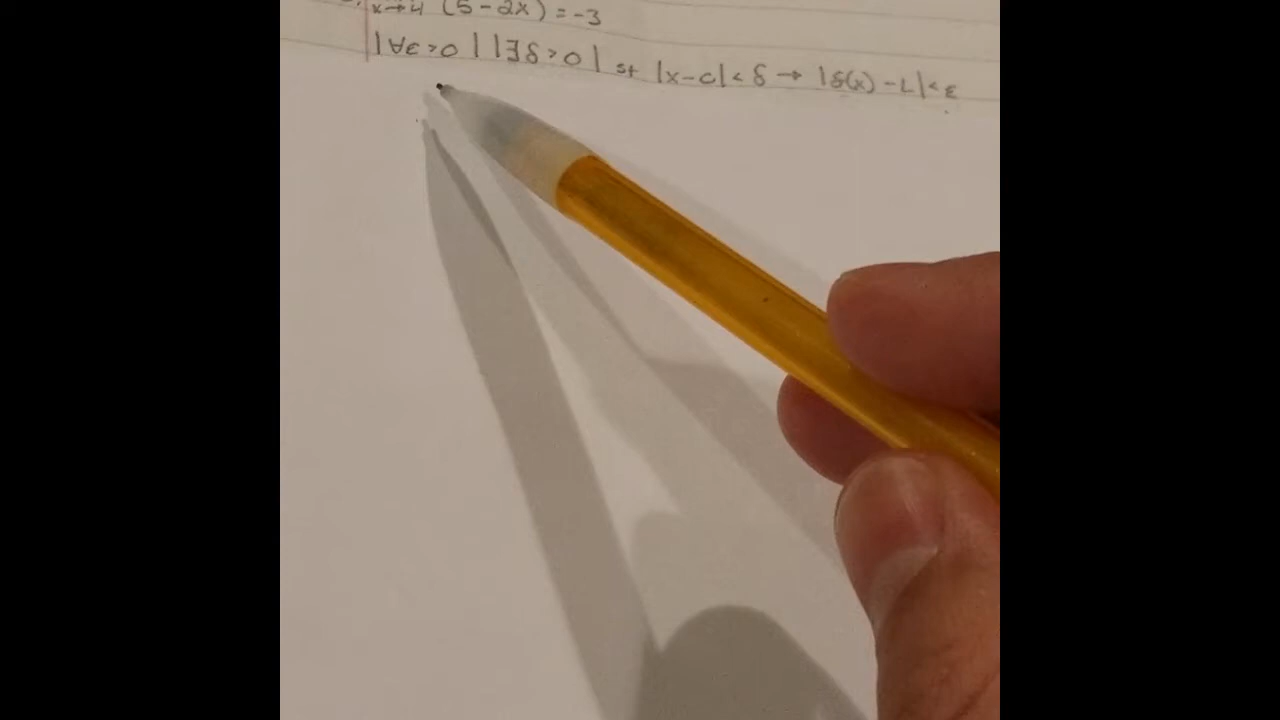 x→4 (5-2x) = -3
|∀ε>0| |∃δ>0| st |x-c|<δ → |f(x)-L|<ε